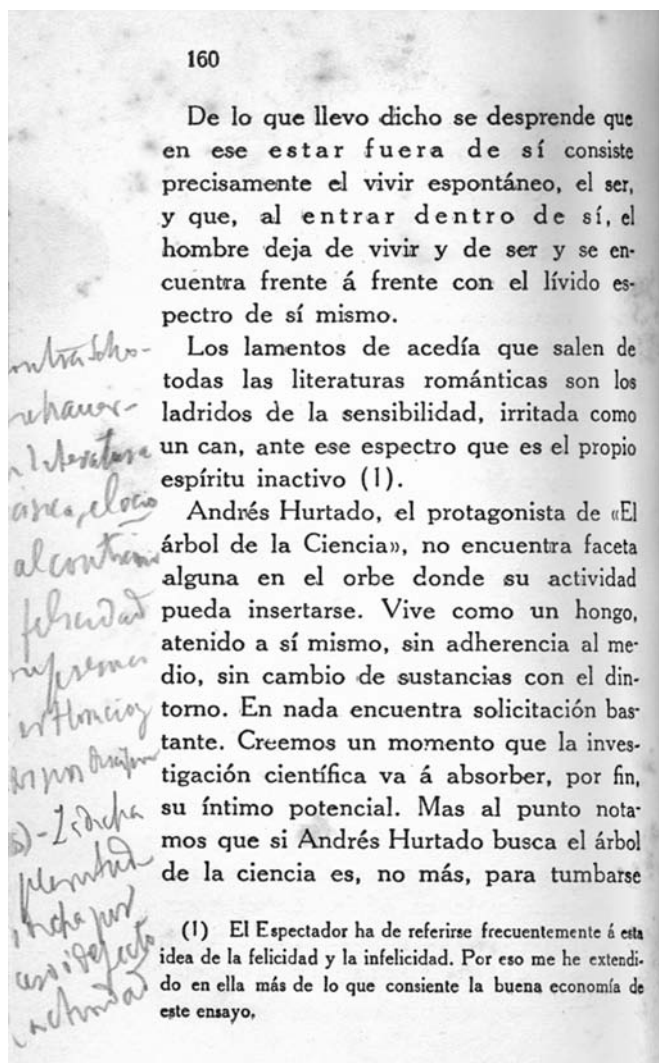 160
De lo que llevo dicho se desprende que
en ese estar fuera de sí consiste
precisamente el vivir espontáneo, el ser,
y que, al entrar dentro de sí, el
hombre deja de vivir y de ser y se en-
cuentra frente á frente con el lívido es-
pectro de sí mismo.
Los lamentos de acedía que salen de
todas las literaturas románticas son los
ladridos de la sensibilidad, irritada como
un can, ante ese espectro que es el propio
espíritu inactivo (1).
Andrés Hurtado, el protagonista de «El
árbol de la Ciencia», no encuentra faceta
alguna en el orbe donde su actividad
pueda insertarse. Vive como un hongo,
atenido a sí mismo, sin adherencia al me-
dio, sin cambio de sustancias con el din-
torno. En nada encuentra solicitación bas-
tante. Creemos un momento que la inves-
tigación científica va á absorber, por fin,
su íntimo potencial. Mas al punto nota-
mos que si Andrés Hurtado busca el árbol
de la ciencia es, no más, para tumbarse
(1) El Espectador ha de referirse frecuentemente á esta
idea de la felicidad y la infelicidad. Por eso me he extendi-
do en ella más de lo que consiente la buena economía de
este ensayo.
literatura
el ocio
al contrario
felicidad
dicha
plenitud
por
defecto
actividad